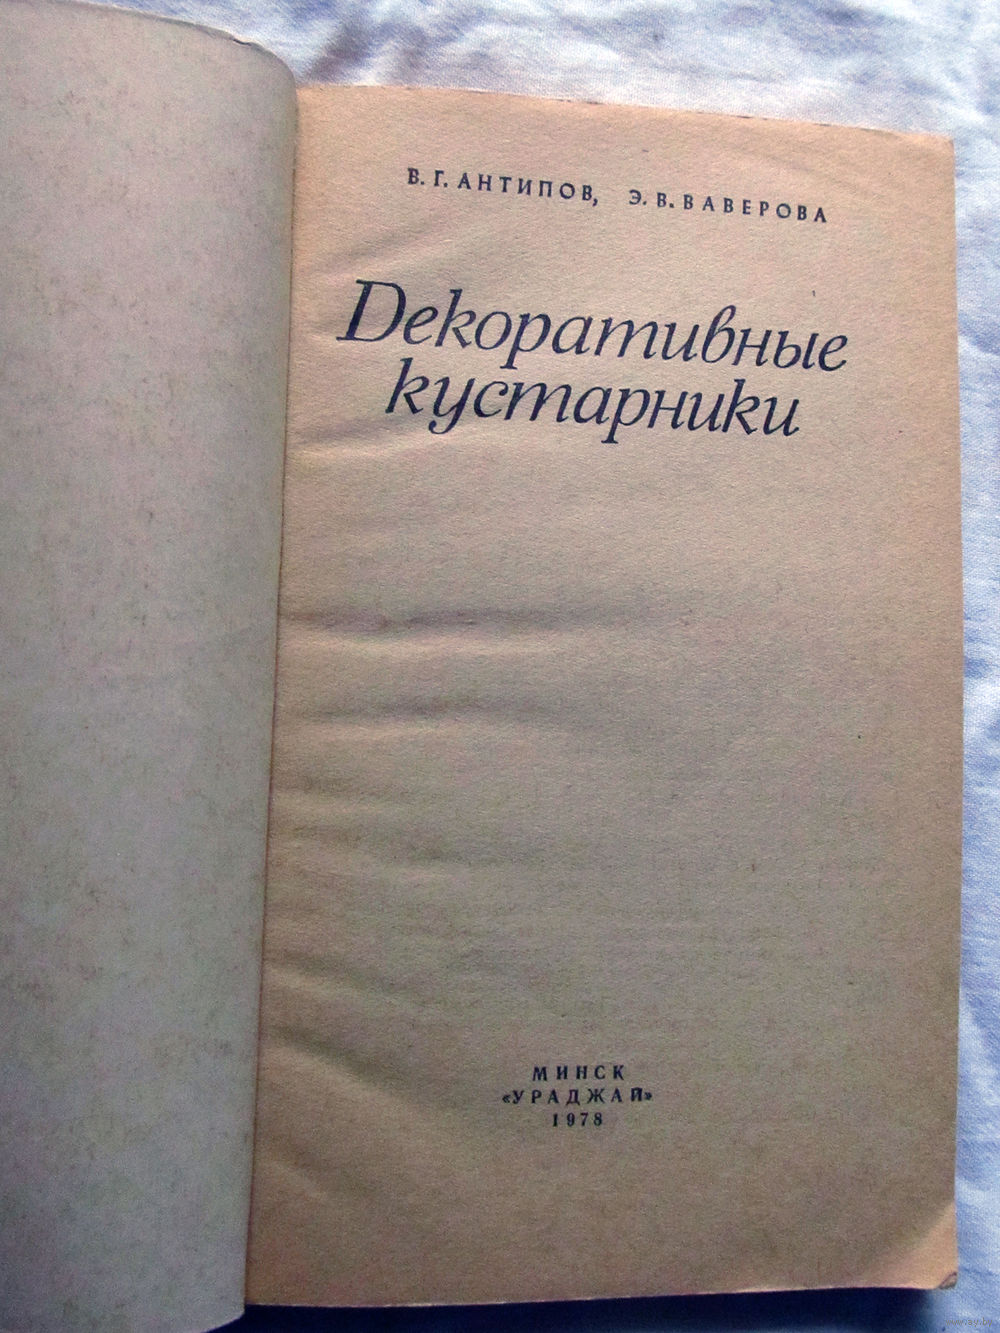 В. Г. АНТИПОВ, Э. В. ВАВЕРОВА
Декоративные
кустарники
МИНСК
«УРАДЖАЙ»
1978